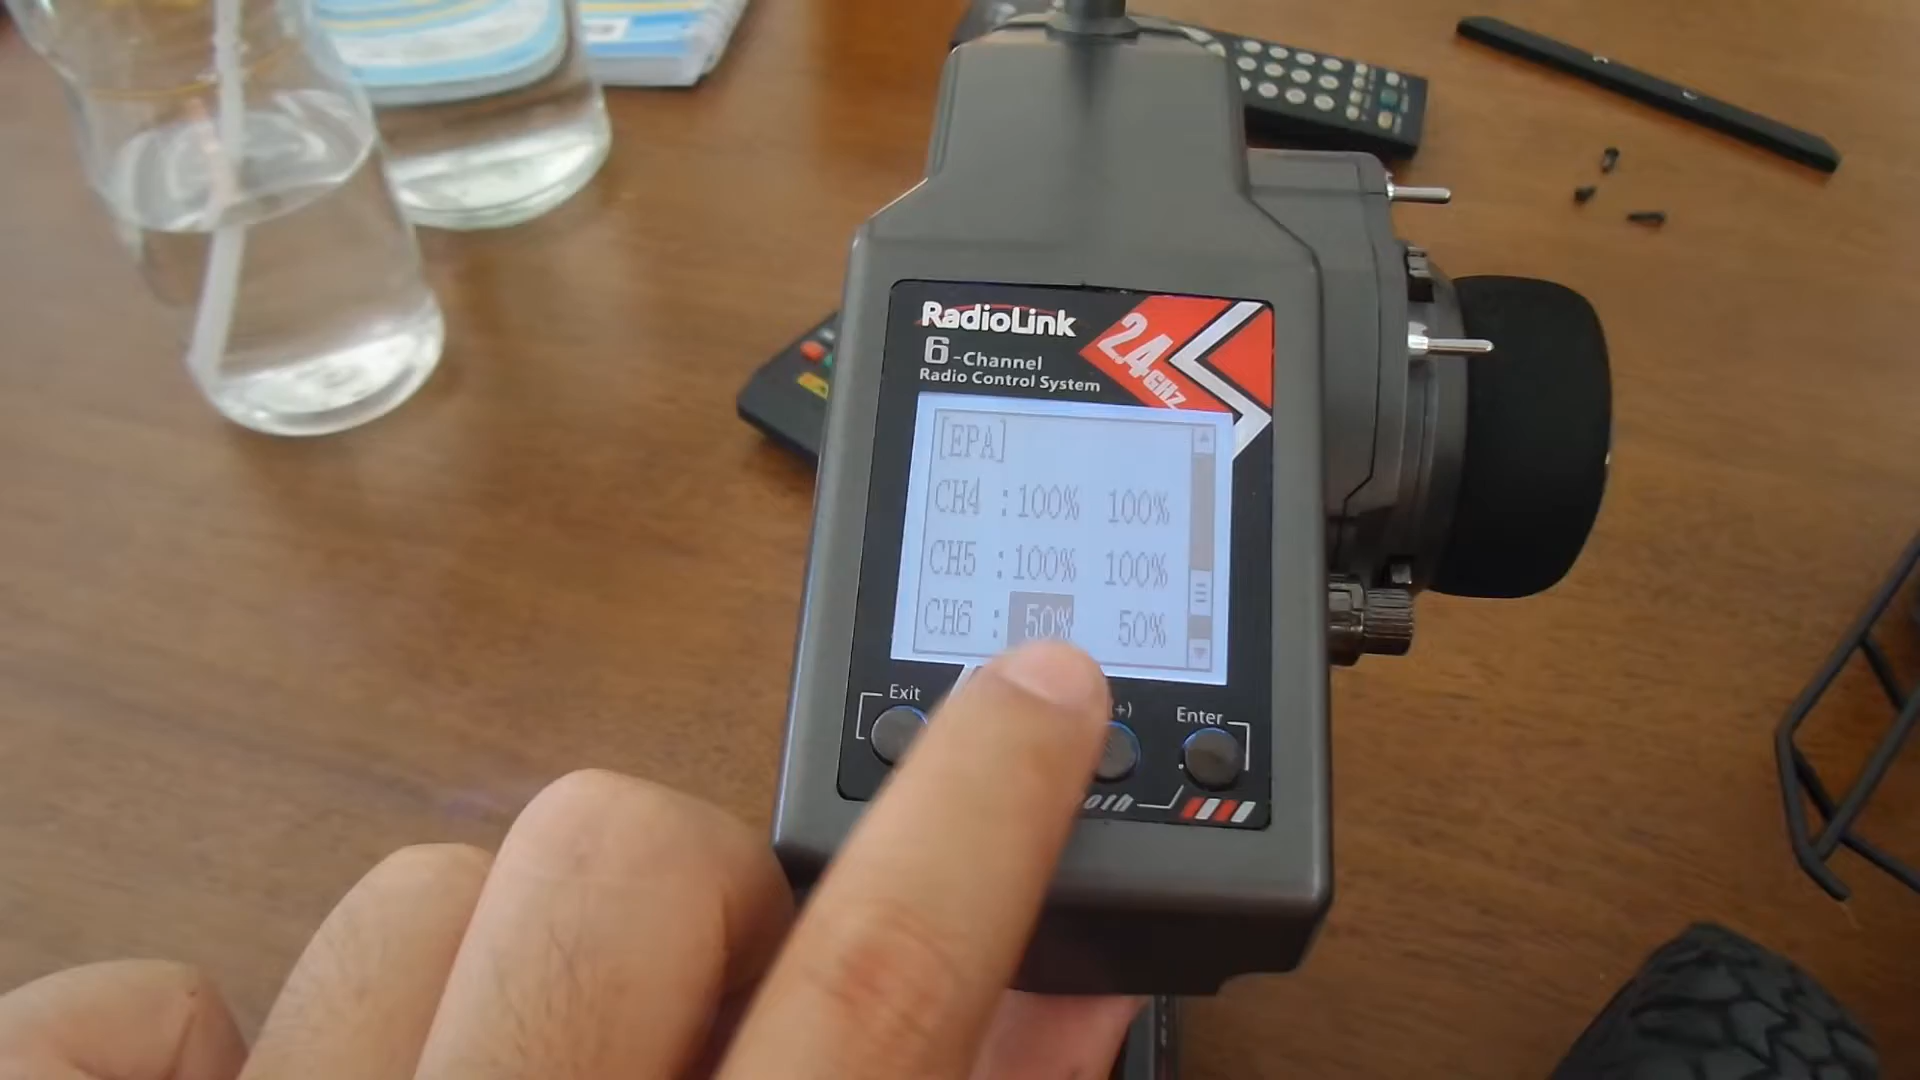 RadioLink
6-Channel
Radio Control System
2.4GHz
[EPA]
CH4 :100% 100%
CH5 :100% 100%
CH6 : 50% 50%
Exit
(+)
Enter